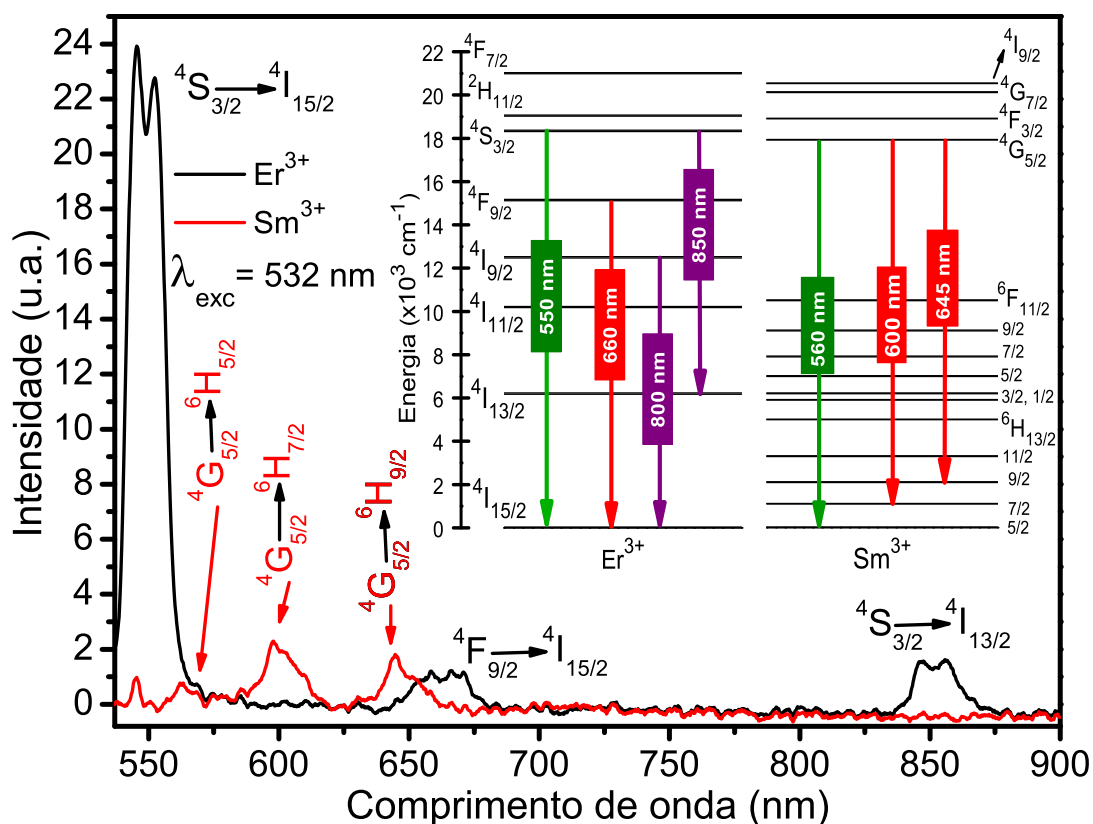 Intensidade (u.a.)
24
22
20
18
16
14
12
10
8
6
4
2
0
⁴S₃/₂ → ⁴I₁₅/₂
Er³⁺
Sm³⁺
λexc = 532 nm
⁴G₅/₂ → ⁶H₅/₂
⁴G₅/₂ → ⁶H₇/₂
⁴G₅/₂ → ⁶H₉/₂
⁴F₉/₂ → ⁴I₁₅/₂
⁴S₃/₂ → ⁴I₁₃/₂
550 600 650 700 750 800 850 900
Comprimento de onda (nm)
Energia (x10³ cm⁻¹)
22
20
18
16
14
12
10
8
6
4
2
0
⁴F₇/₂
²H₁₁/₂
⁴S₃/₂
⁴F₉/₂
⁴I₉/₂
⁴I₁₁/₂
⁴I₁₃/₂
⁴I₁₅/₂
550 nm
660 nm
800 nm
850 nm
Er³⁺
⁴I₉/₂
⁴G₇/₂
⁴F₃/₂
⁴G₅/₂
⁶F₁₁/₂
9/2
7/2
5/2
3/2, 1/2
⁶H₁₃/₂
11/2
9/2
7/2
5/2
560 nm
600 nm
645 nm
Sm³⁺